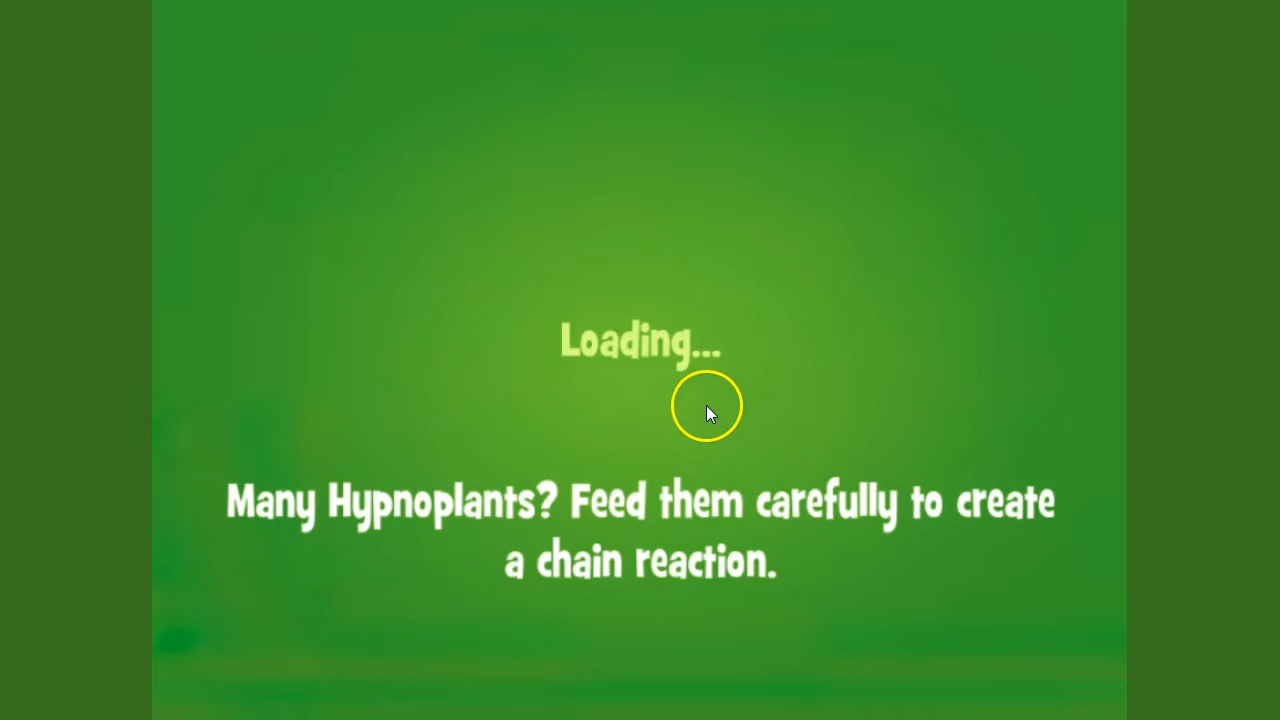 Loading...
Many Hypnoplants? Feed them carefully to create
a chain reaction.